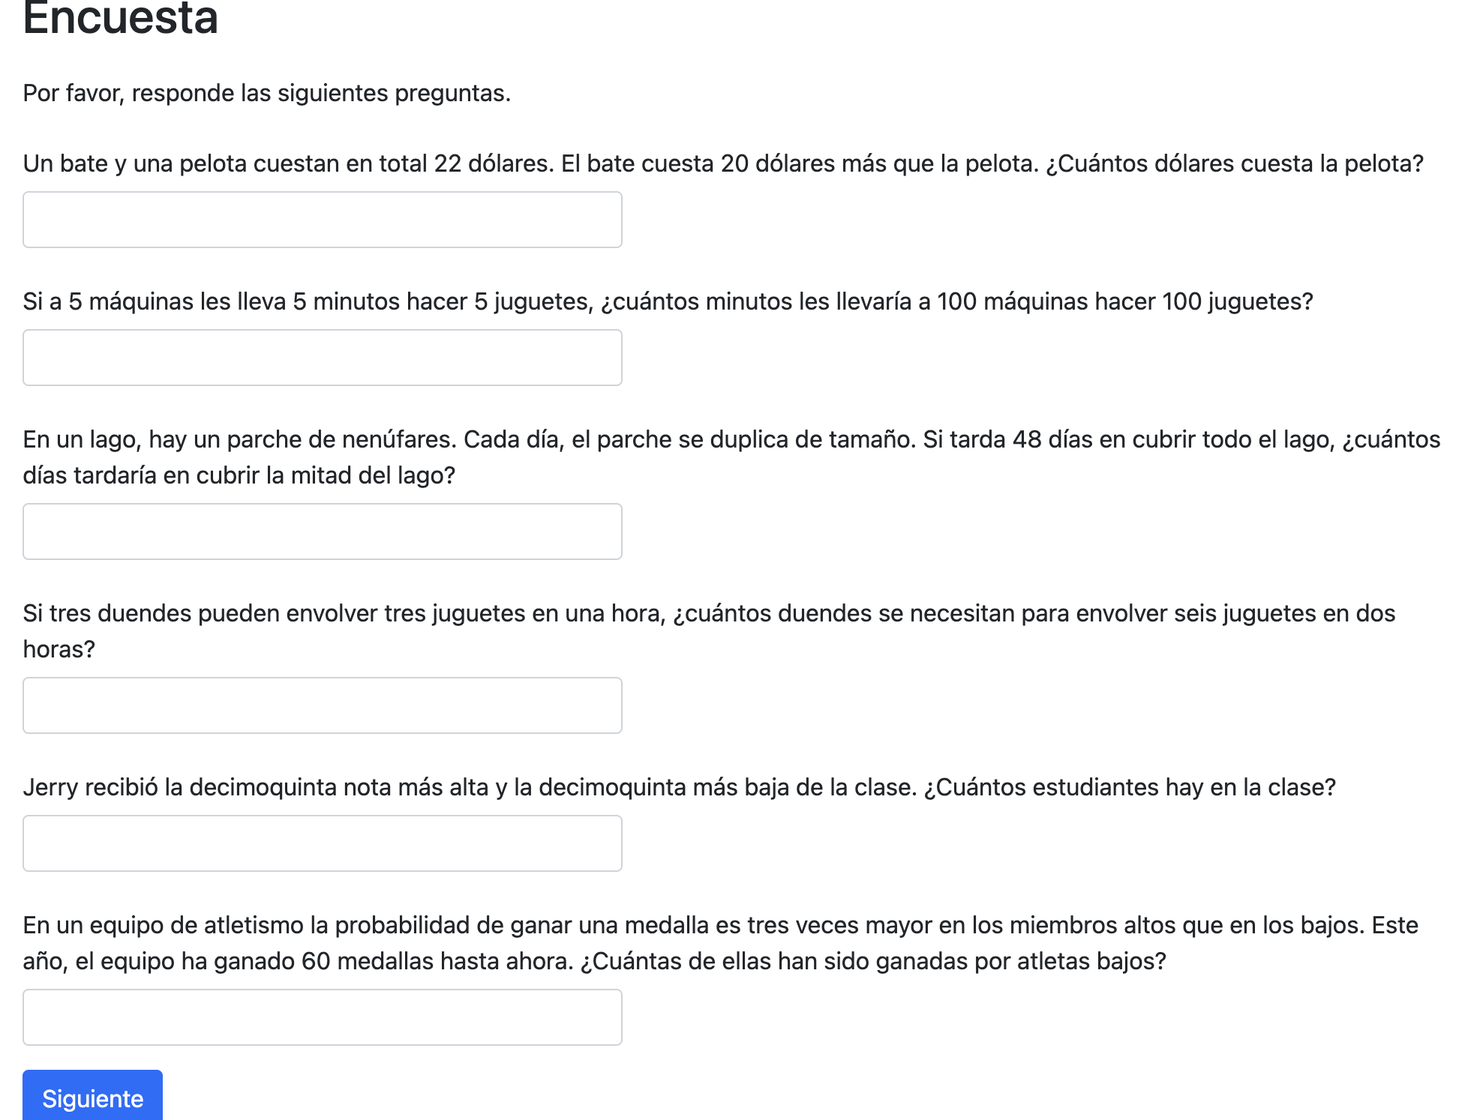 Encuesta
Por favor, responde las siguientes preguntas.
Un bate y una pelota cuestan en total 22 dólares. El bate cuesta 20 dólares más que la pelota. ¿Cuántos dólares cuesta la pelota?
Si a 5 máquinas les lleva 5 minutos hacer 5 juguetes, ¿cuántos minutos les llevaría a 100 máquinas hacer 100 juguetes?
En un lago, hay un parche de nenúfares. Cada día, el parche se duplica de tamaño. Si tarda 48 días en cubrir todo el lago, ¿cuántos
días tardaría en cubrir la mitad del lago?
Si tres duendes pueden envolver tres juguetes en una hora, ¿cuántos duendes se necesitan para envolver seis juguetes en dos
horas?
Jerry recibió la decimoquinta nota más alta y la decimoquinta más baja de la clase. ¿Cuántos estudiantes hay en la clase?
En un equipo de atletismo la probabilidad de ganar una medalla es tres veces mayor en los miembros altos que en los bajos. Este
año, el equipo ha ganado 60 medallas hasta ahora. ¿Cuántas de ellas han sido ganadas por atletas bajos?
Siguiente